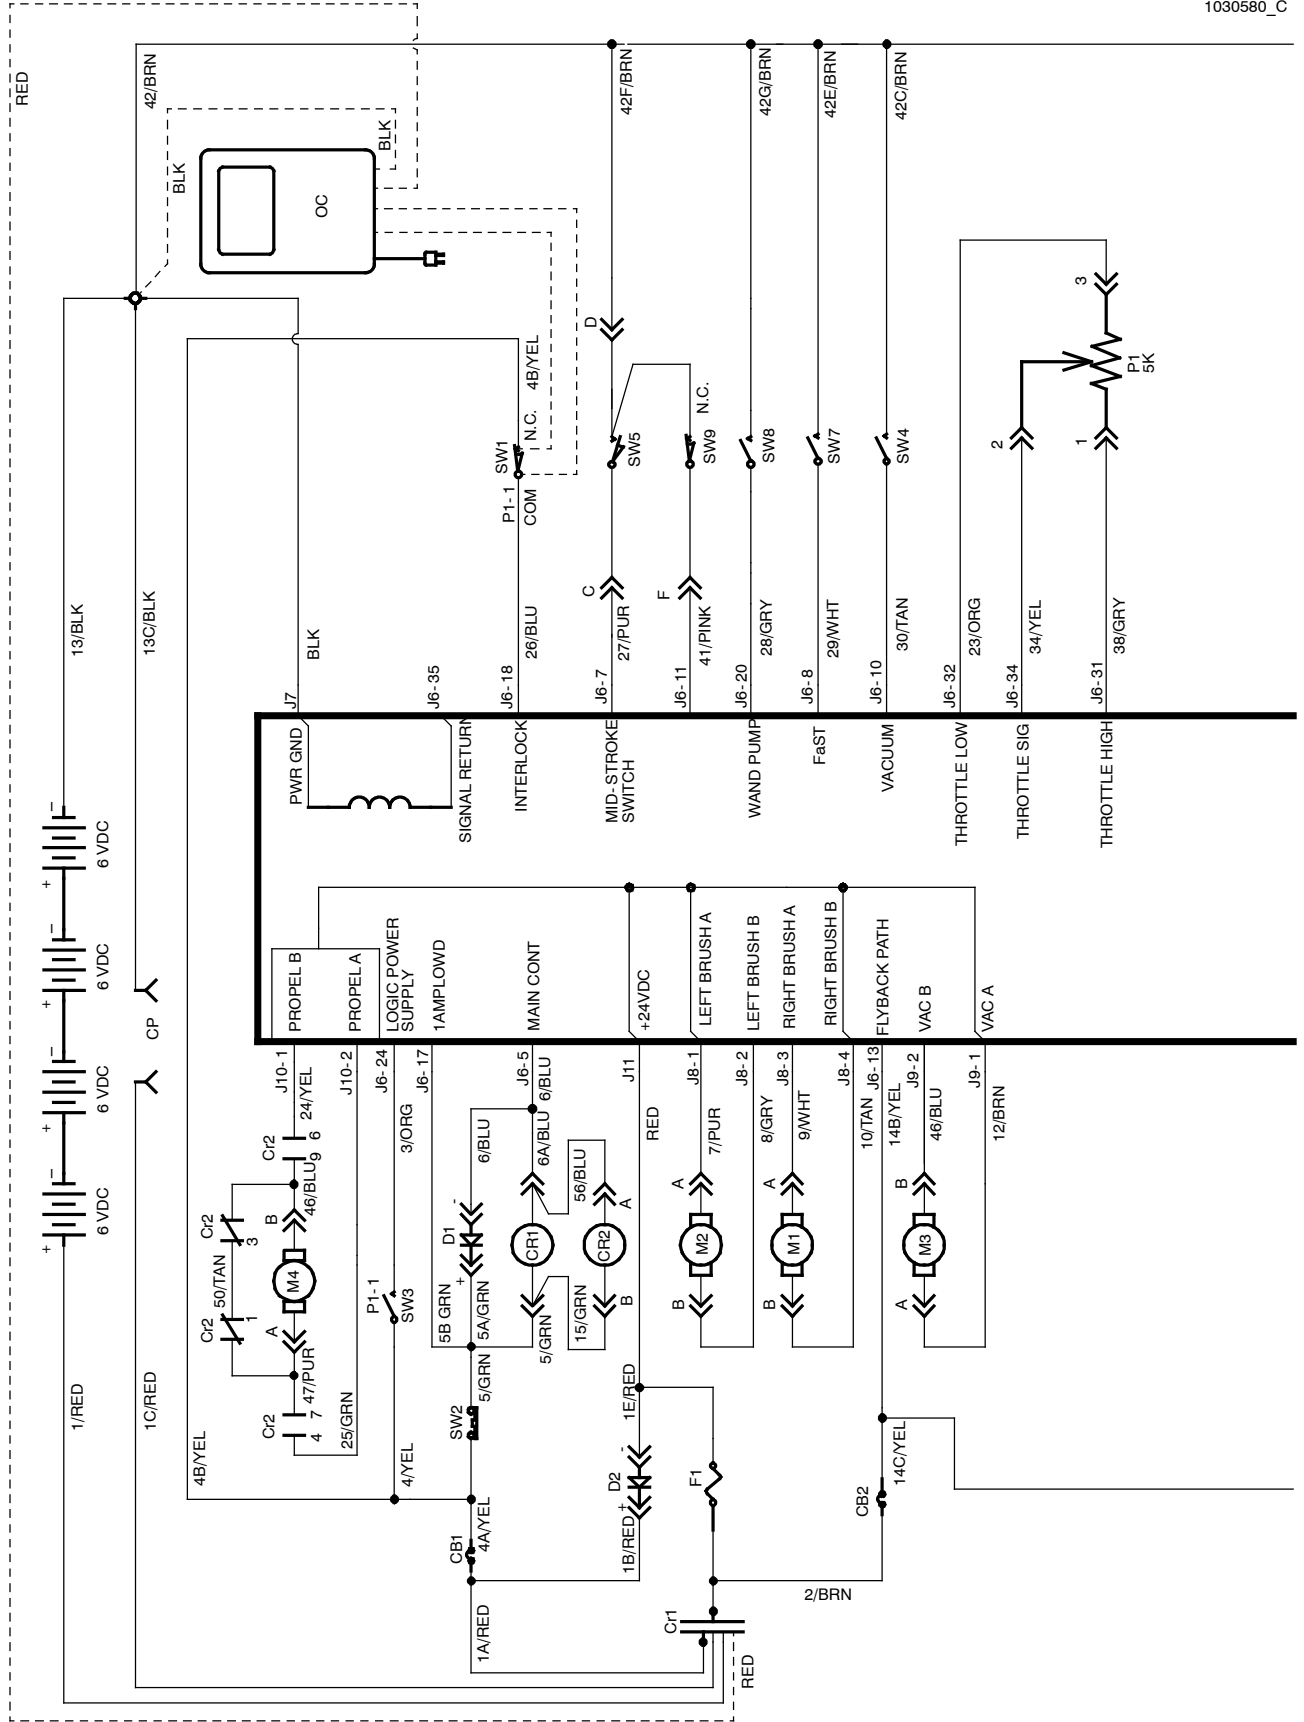 1030580_C
RED
42/BRN
BLK
BLK
OC
42F/BRN
42G/BRN
42E/BRN
42C/BRN
D
3
P1
5K
4B/YEL
N.C.
SW1
P1-1
COM
SW5
N.C.
SW9
SW8
SW7
SW4
2
1
13/BLK
13C/BLK
BLK
26/BLU
C
27/PUR
F
41/PINK
28/GRY
29/WHT
30/TAN
23/ORG
34/YEL
38/GRY
J7
J6-35
J6-18
J6-7
J6-11
J6-20
J6-8
J6-10
J6-32
J6-34
J6-31
PWR GND
SIGNAL RETURN
INTERLOCK
MID-STROKE
SWITCH
WAND PUMP
FaST
VACUUM
THROTTLE LOW
THROTTLE SIG
THROTTLE HIGH
+ −
6 VDC
+ −
6 VDC
+ −
6 VDC
+ −
6 VDC
CP
PROPEL B
PROPEL A
LOGIC POWER
SUPPLY
1AMPLOWD
MAIN CONT
+24VDC
LEFT BRUSH A
LEFT BRUSH B
RIGHT BRUSH A
RIGHT BRUSH B
FLYBACK PATH
VAC B
VAC A
J10-1
J10-2
J6-24
J6-17
J6-5
J11
J8-1
J8-2
J8-3
J8-4
J6-13
J9-2
J9-1
24/YEL
3/ORG
6/BLU
6/BLU
6A/BLU
RED
7/PUR
8/GRY
9/WHT
10/TAN
14B/YEL
46/BLU
12/BRN
Cr2
6
9
46/BLU
Cr2
3
50/TAN
Cr2
1
B
M4
A
47/PUR
Cr2
7
4
25/GRN
P1-1
SW3
-
D1
+
5B GRN
5A/GRN
CR1
56/BLU
A
CR2
B
15/GRN
5/GRN
A
M2
B
A
M1
B
B
M3
A
1/RED
1C/RED
4B/YEL
4/YEL
5/GRN
SW2
1E/RED
-
D2
+
1B/RED
F1
CB1
4A/YEL
CB2
14C/YEL
1A/RED
Cr1
2/BRN
RED